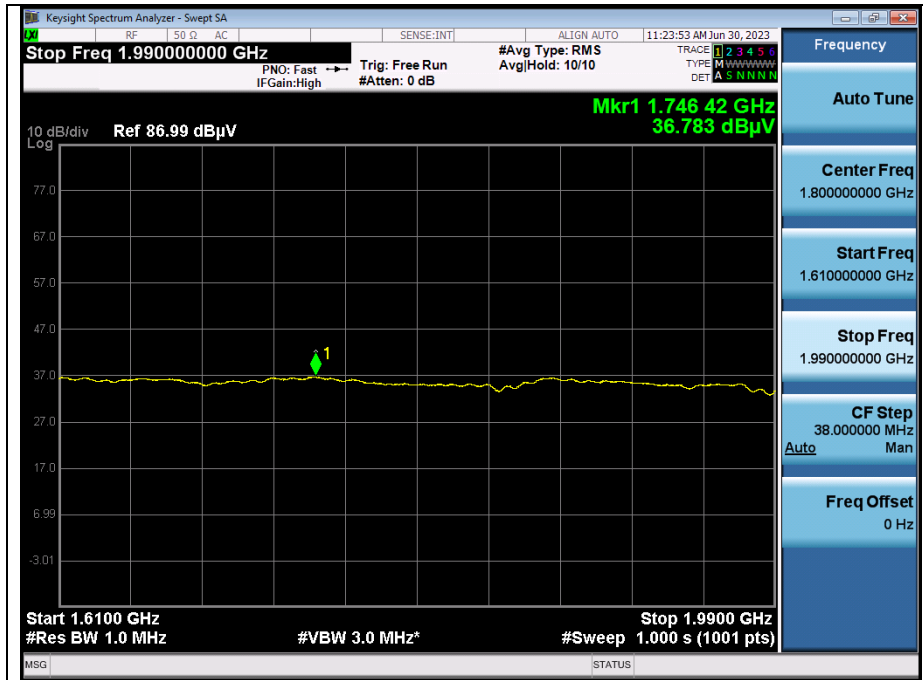 Keysight Spectrum Analyzer - Swept SA
LXI RF 50 Ω AC SENSE:INT ALIGN AUTO 11:23:53 AM Jun 30, 2023
Stop Freq 1.990000000 GHz
PNO: Fast
IFGain:High
Trig: Free Run
#Atten: 0 dB
#Avg Type: RMS
Avg|Hold: 10/10
TRACE 1 2 3 4 5 6
TYPE M WWWWW
DET A S N N N N
Mkr1 1.746 42 GHz
36.783 dBµV
10 dB/div Ref 86.99 dBµV
Log
77.0
67.0
57.0
47.0
1
37.0
27.0
17.0
6.99
-3.01
Start 1.6100 GHz Stop 1.9900 GHz
#Res BW 1.0 MHz #VBW 3.0 MHz* #Sweep 1.000 s (1001 pts)
MSG STATUS
Frequency
Auto Tune
Center Freq
1.800000000 GHz
Start Freq
1.610000000 GHz
Stop Freq
1.990000000 GHz
CF Step
38.000000 MHz
Auto Man
Freq Offset
0 Hz